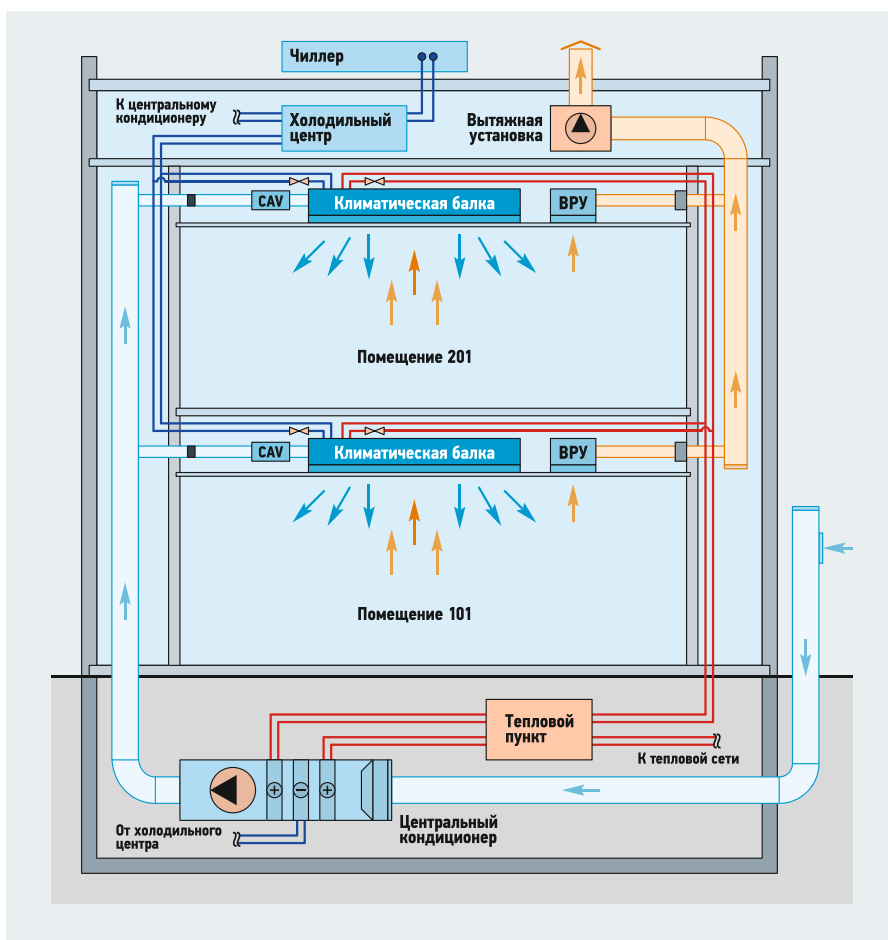 Чиллер
К центральному
кондиционеру
Холодильный
центр
Вытяжная
установка
CAV
Климатическая балка
ВРУ
Помещение 201
CAV
Климатическая балка
ВРУ
Помещение 101
Тепловой
пункт
К тепловой сети
От холодильного
центра
Центральный
кондиционер